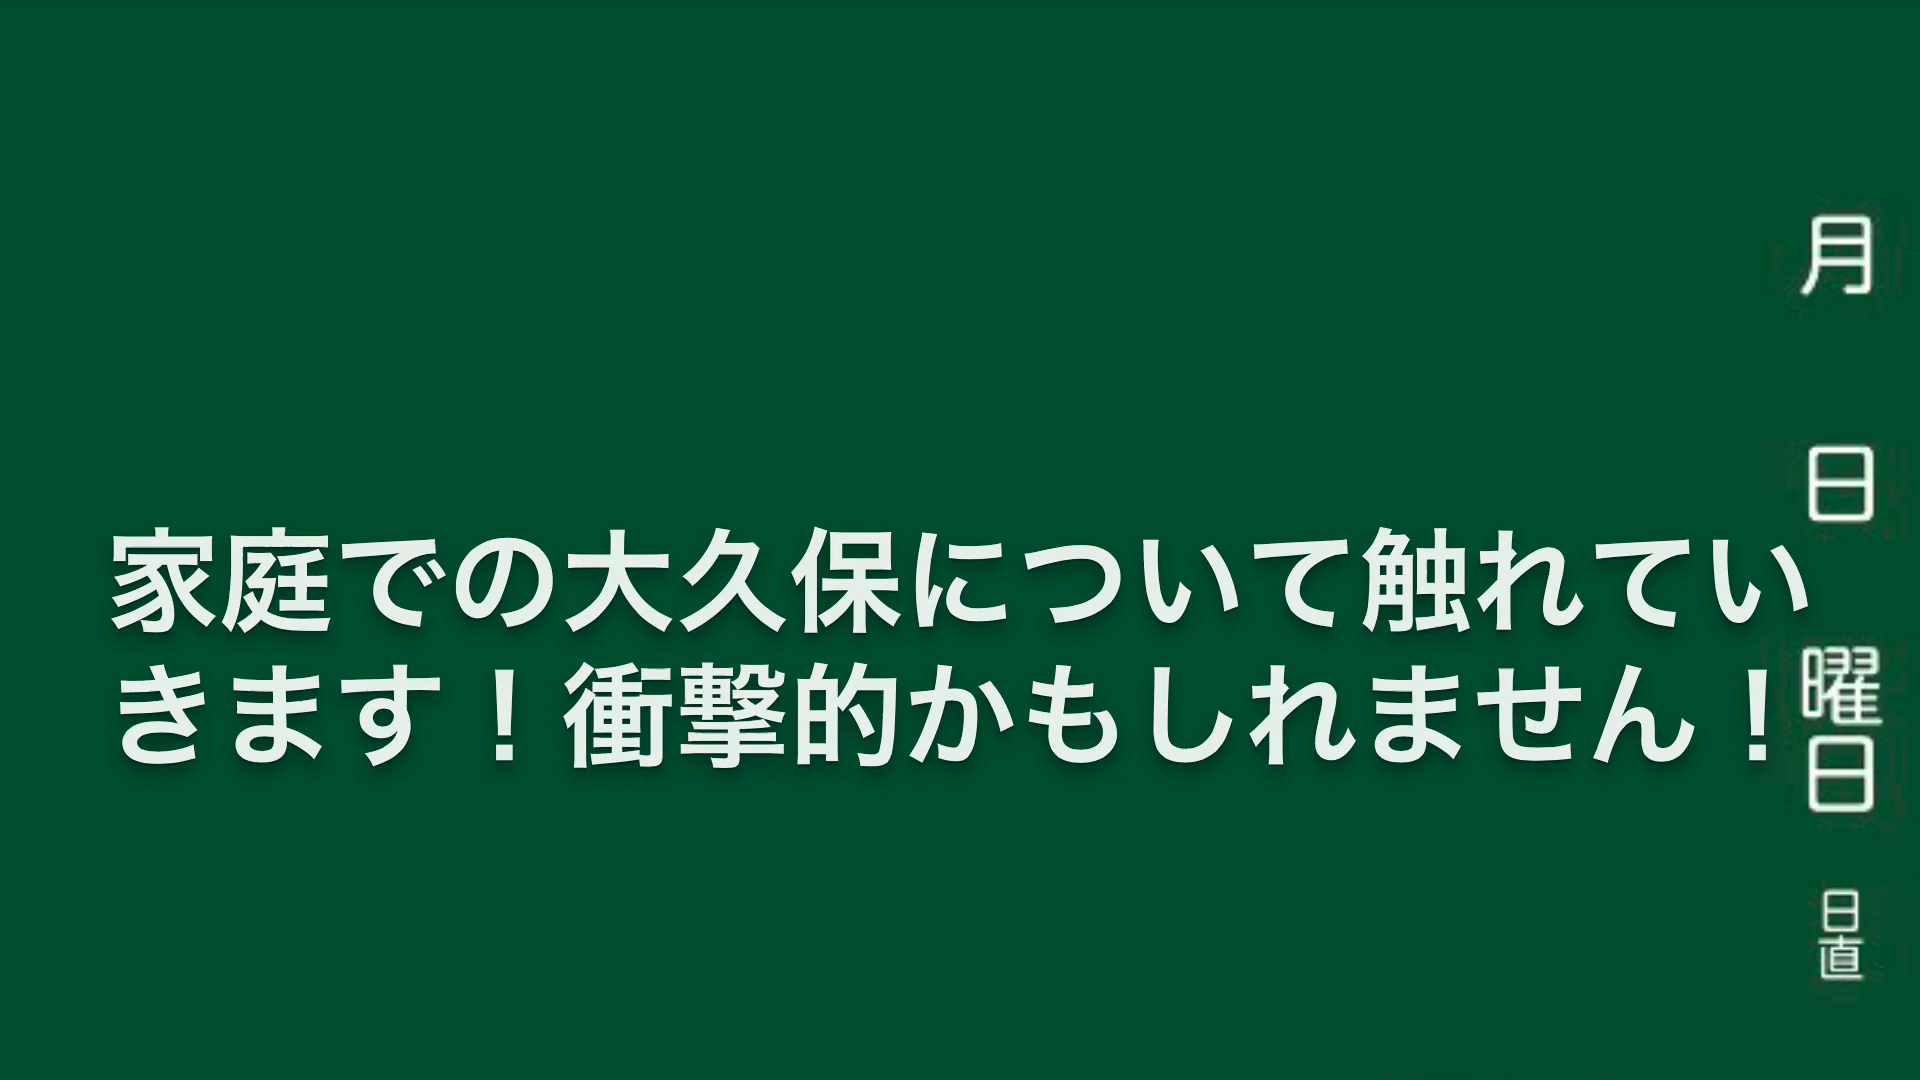 家庭での大久保について触れてい
きます！衝撃的かもしれません！
月
日
曜日
日直